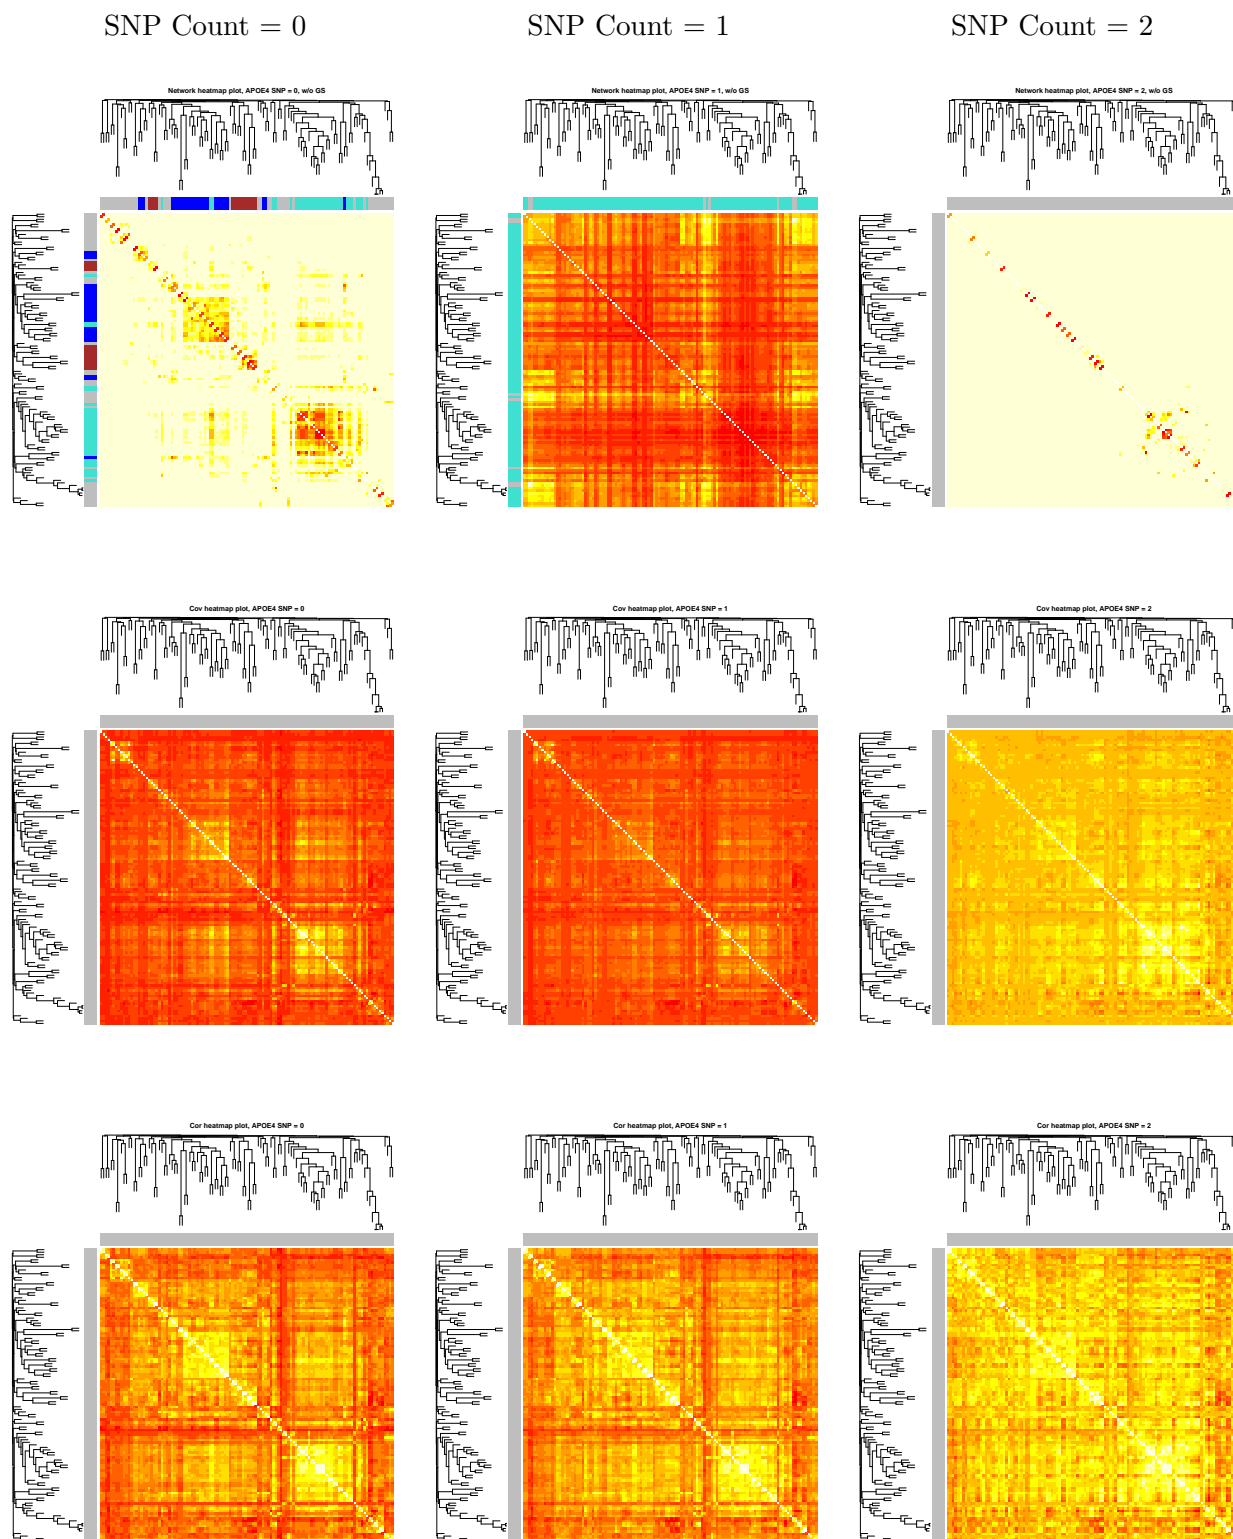 SNP Count = 0 SNP Count = 1 SNP Count = 2
Network heatmap plot, APOE4 SNP = 0, w/o GS Network heatmap plot, APOE4 SNP = 1, w/o GS Network heatmap plot, APOE4 SNP = 2, w/o GS
Cov heatmap plot, APOE4 SNP = 0 Cov heatmap plot, APOE4 SNP = 1 Cov heatmap plot, APOE4 SNP = 2
Cor heatmap plot, APOE4 SNP = 0 Cor heatmap plot, APOE4 SNP = 1 Cor heatmap plot, APOE4 SNP = 2